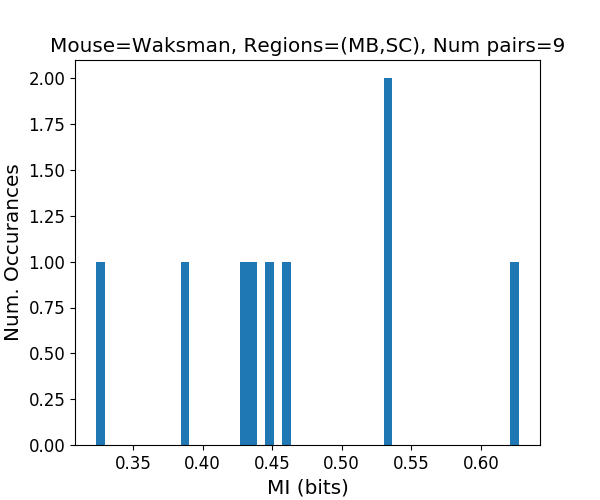 Mouse=Waksman, Regions=(MB,SC), Num pairs=9
2.00
1.75
1.50
1.25
1.00
0.75
0.50
0.25
0.00
Num. Occurances
0.35 0.40 0.45 0.50 0.55 0.60
MI (bits)